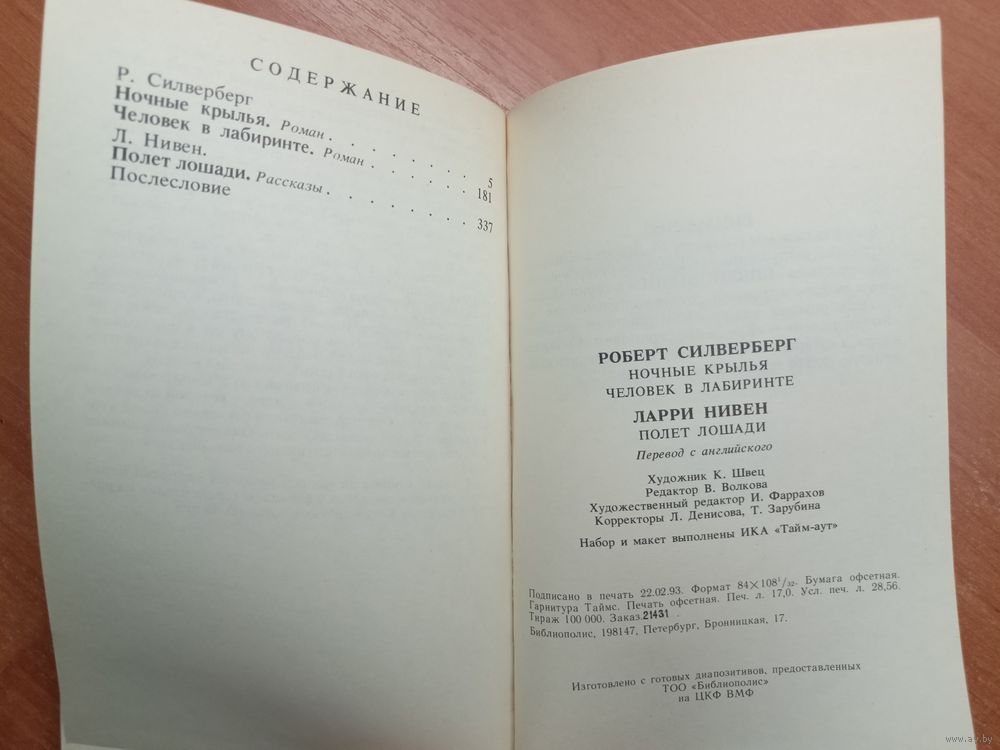 СОДЕРЖАНИЕ
Р. Силверберг
Ночные крылья. Роман . . . . . . . 5
Человек в лабиринте. Роман . . . . . . 181
Л. Нивен.
Полет лошади. Рассказы . . . . . . . 337
Послесловие
РОБЕРТ СИЛВЕРБЕРГ
НОЧНЫЕ КРЫЛЬЯ
ЧЕЛОВЕК В ЛАБИРИНТЕ
ЛАРРИ НИВЕН
ПОЛЕТ ЛОШАДИ
Перевод с английского
Художник К. Швец
Редактор В. Волкова
Художественный редактор И. Фаррахов
Корректоры Л. Денисова, Т. Зарубина
Набор и макет выполнены ИКА «Тайм-аут»
Подписано в печать 22.02.93. Формат 84×108¹/₃₂. Бумага офсетная.
Гарнитура Таймс. Печать офсетная. Печ. л. 17,0. Усл. печ. л. 28,56.
Тираж 100 000. Заказ.21431 .
Библиополис, 198147, Петербург, Бронницкая, 17.
Изготовлено с готовых диапозитивов, предоставленных
ТОО «Библиополис»
на ЦКФ ВМФ
www.ay.by